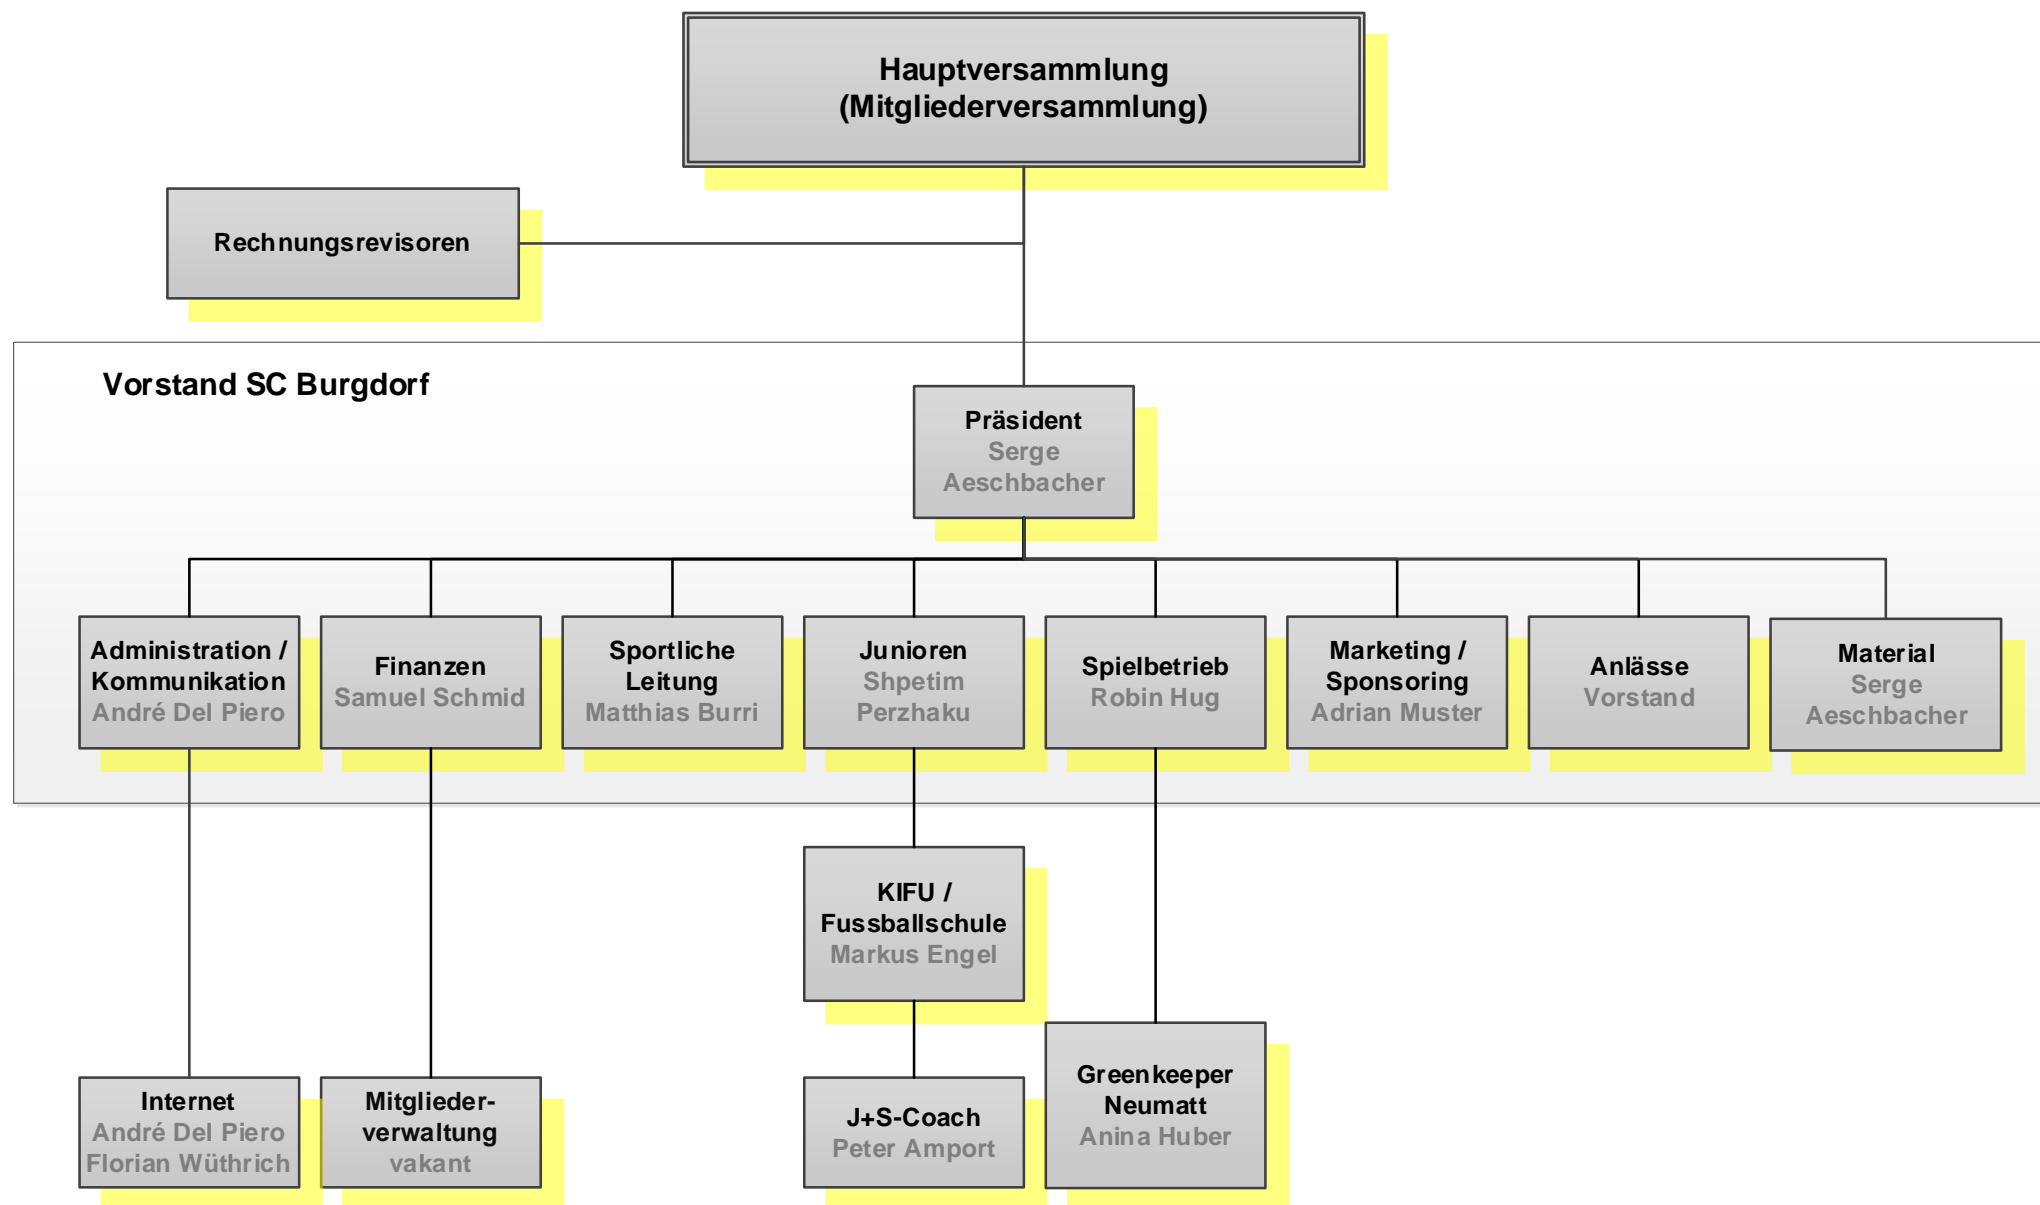 Hauptversammlung
(Mitgliederversammlung)
Rechnungsrevisoren
Vorstand SC Burgdorf
Präsident
Serge
Aeschbacher
Administration /
Kommunikation
André Del Piero
Finanzen
Samuel Schmid
Sportliche
Leitung
Matthias Burri
Junioren
Shpetim
Perzhaku
Spielbetrieb
Robin Hug
Marketing /
Sponsoring
Adrian Muster
Anlässe
Vorstand
Material
Serge
Aeschbacher
KIFU /
Fussballschule
Markus Engel
Internet
André Del Piero
Florian Wüthrich
Mitglieder-
verwaltung
vakant
J+S-Coach
Peter Amport
Greenkeeper
Neumatt
Anina Huber